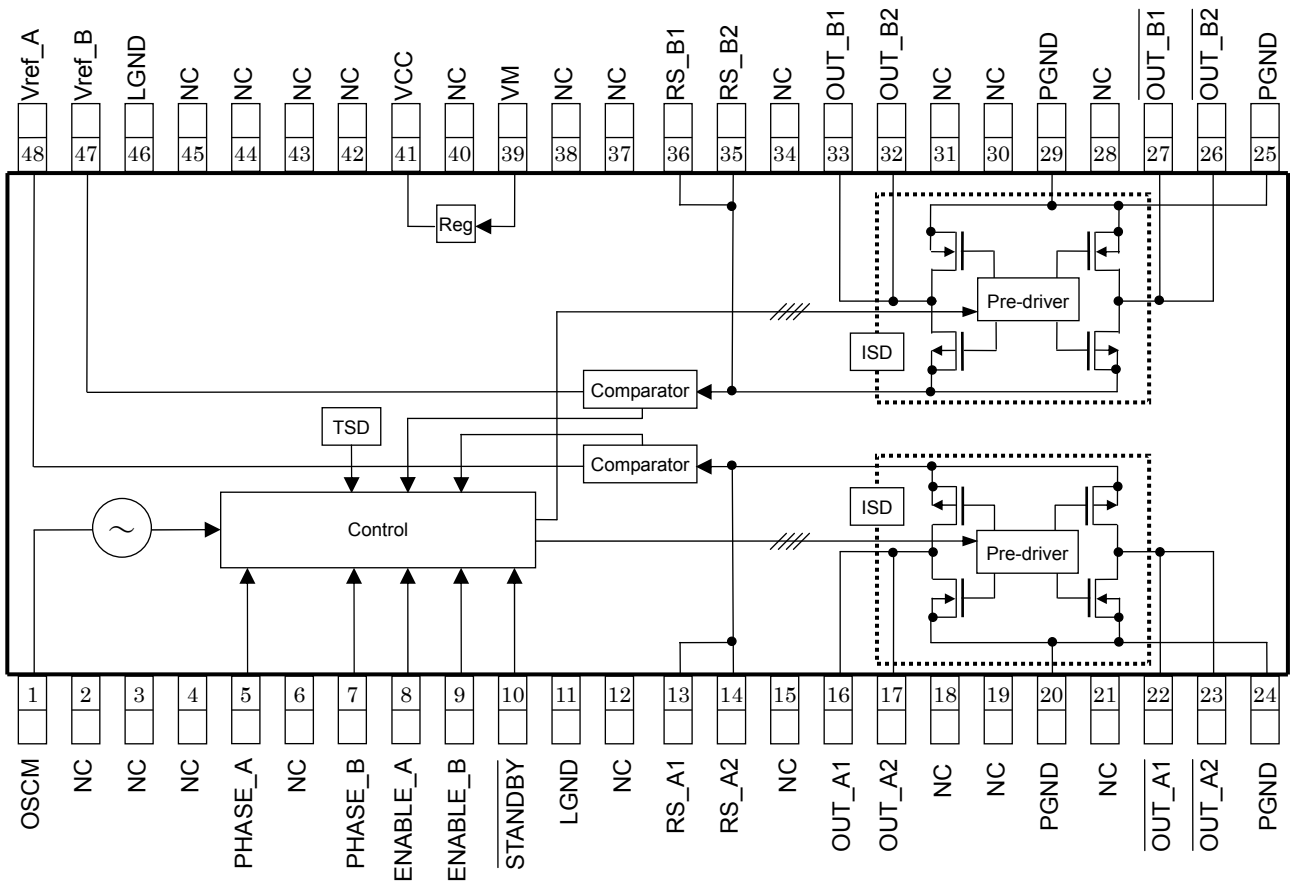 Vref_A
Vref_B
LGND
NC
NC
NC
NC
VCC
NC
VM
NC
NC
RS_B1
RS_B2
NC
OUT_B1
OUT_B2
NC
NC
PGND
NC
OUT_B1
OUT_B2
PGND
48
47
46
45
44
43
42
41
40
39
38
37
36
35
34
33
32
31
30
29
28
27
26
25
Reg
Pre-driver
ISD
Comparator
TSD
Comparator
ISD
Control
~
Pre-driver
1
2
3
4
5
6
7
8
9
10
11
12
13
14
15
16
17
18
19
20
21
22
23
24
OSCM
NC
NC
NC
PHASE_A
NC
PHASE_B
ENABLE_A
ENABLE_B
STANDBY
LGND
NC
RS_A1
RS_A2
NC
OUT_A1
OUT_A2
NC
NC
PGND
NC
OUT_A1
OUT_A2
PGND